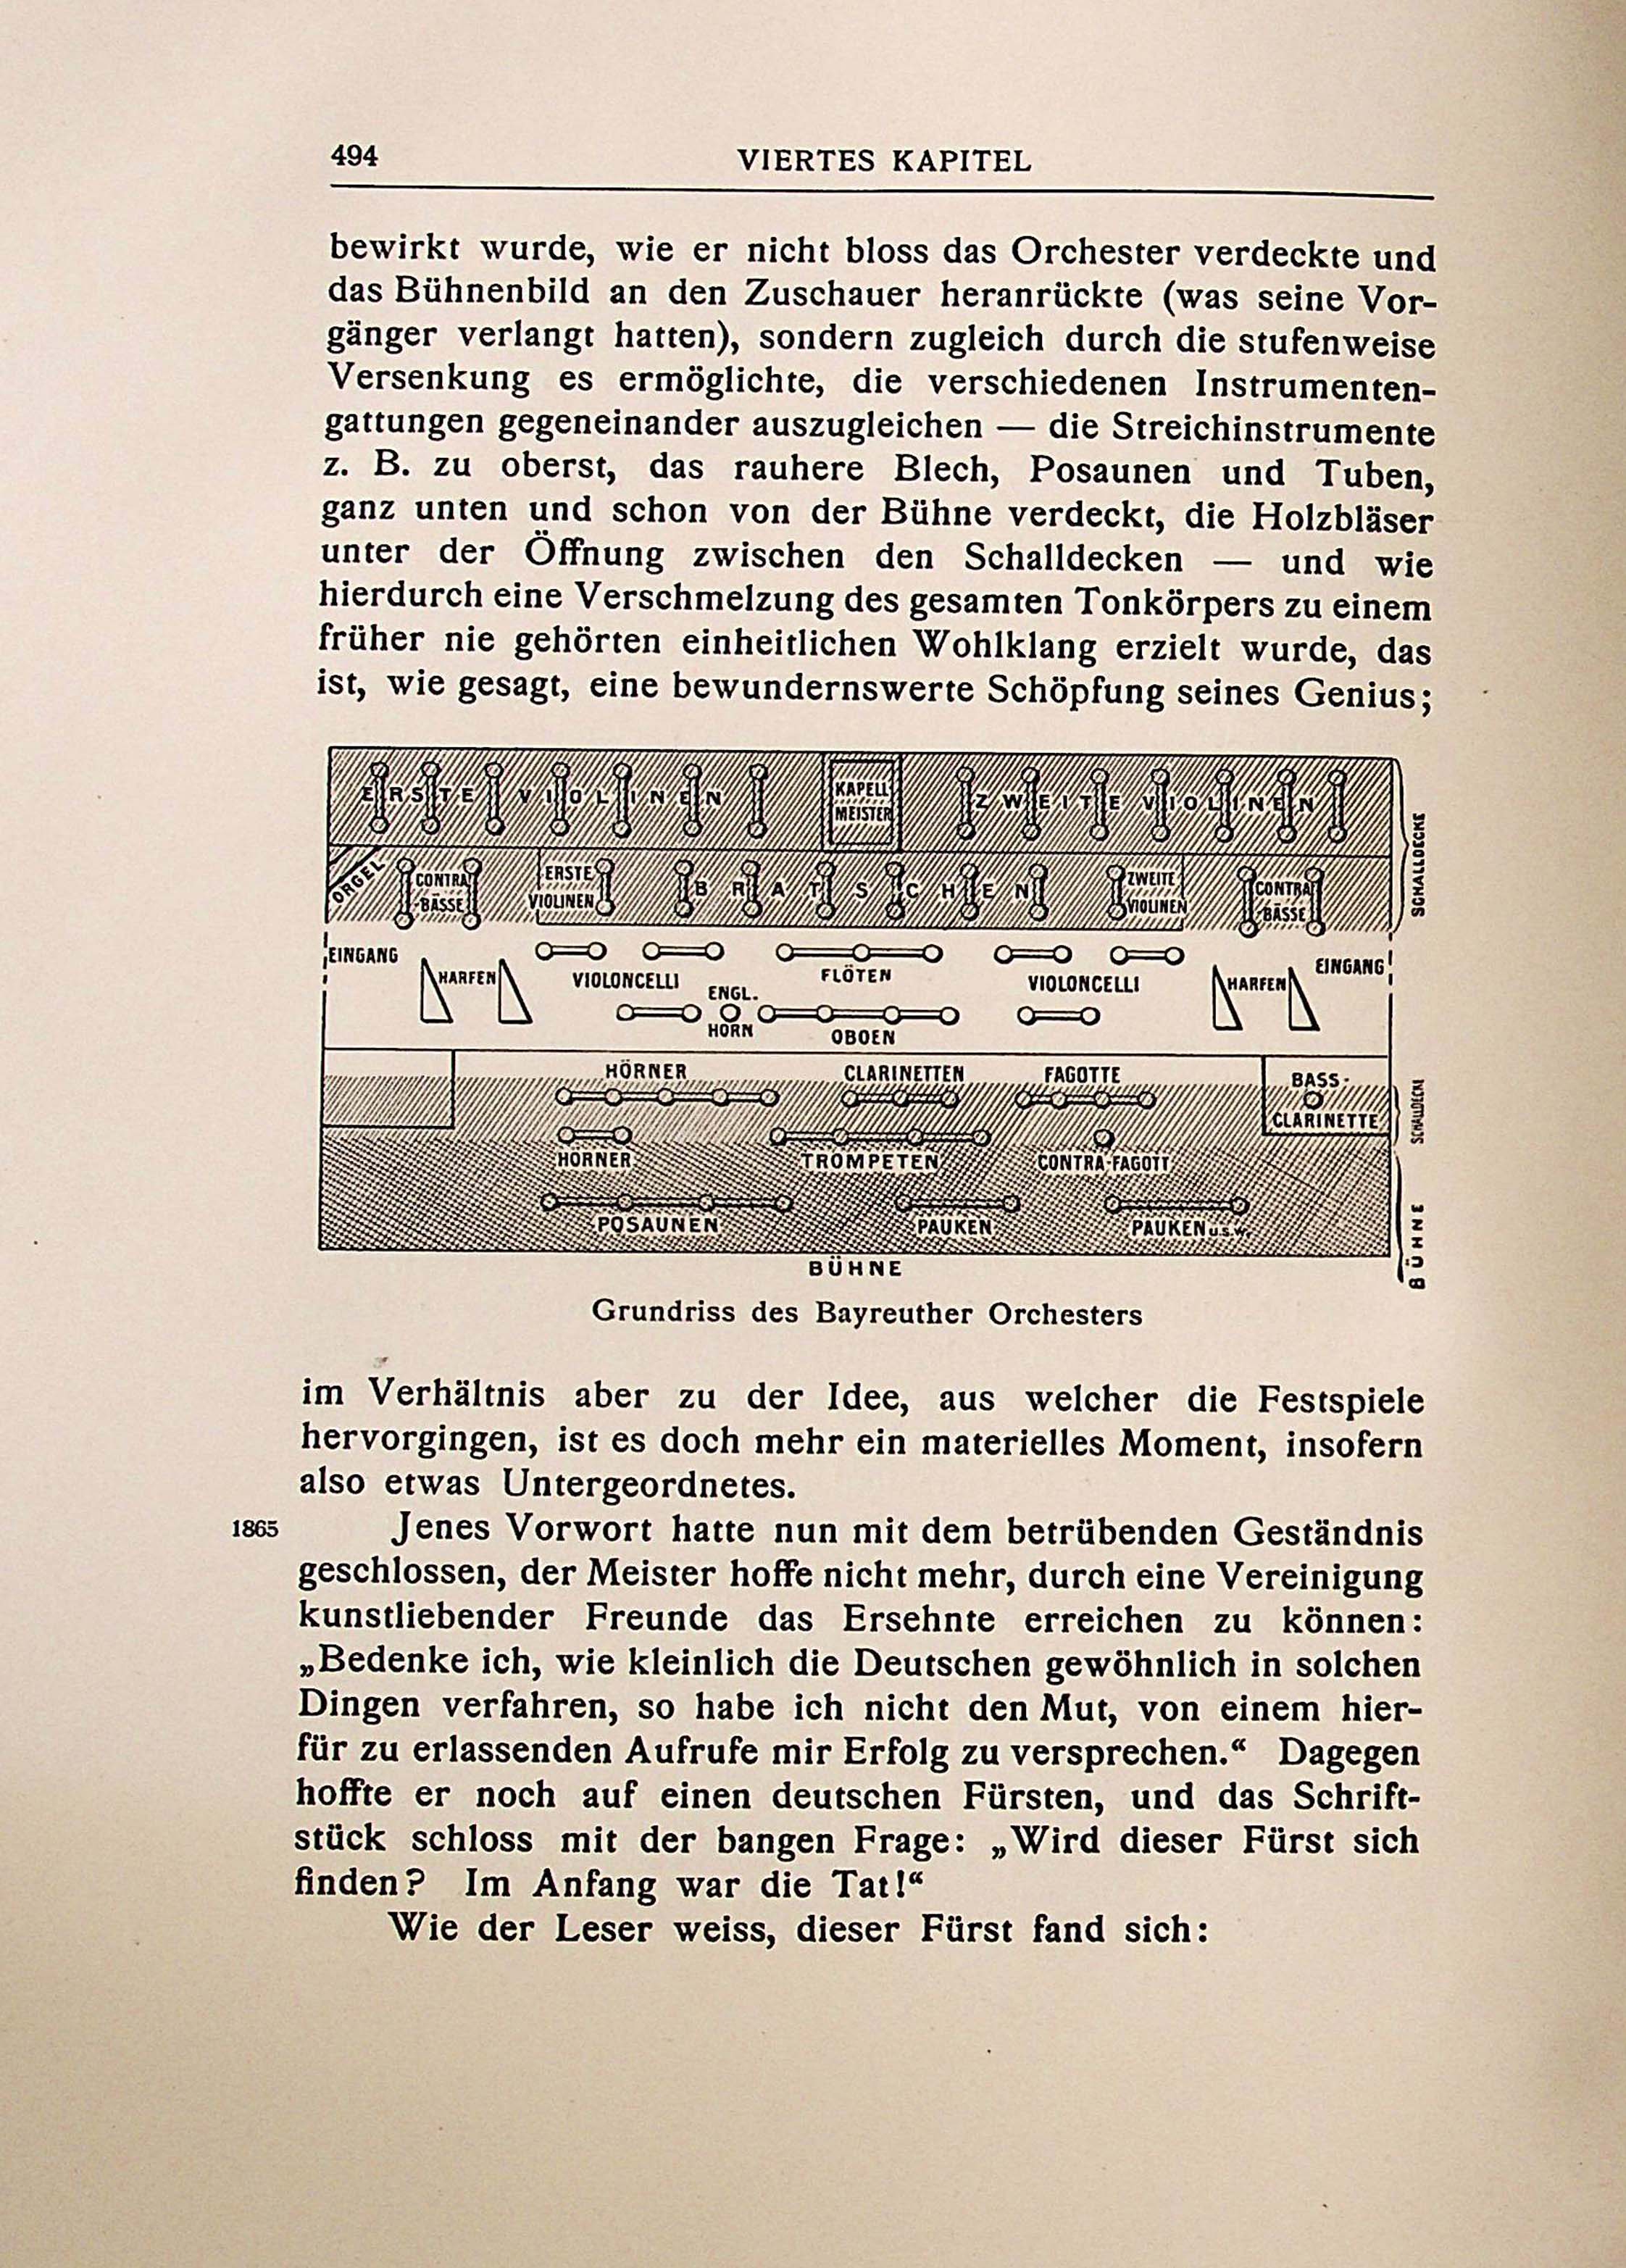 494
VIERTES KAPITEL
bewirkt wurde, wie er nicht bloss das Orchester verdeckte und
das Bühnenbild an den Zuschauer heranrückte (was seine Vor-
gänger verlangt hatten), sondern zugleich durch die stufenweise
Versenkung es ermöglichte, die verschiedenen Instrumenten-
gattungen gegeneinander auszugleichen — die Streichinstrumente
z. B. zu oberst, das rauhere Blech, Posaunen und Tuben,
ganz unten und schon von der Bühne verdeckt, die Holzbläser
unter der Öffnung zwischen den Schalldecken — und wie
hierdurch eine Verschmelzung des gesamten Tonkörpers zu einem
früher nie gehörten einheitlichen Wohlklang erzielt wurde, das
ist, wie gesagt, eine bewundernswerte Schöpfung seines Genius;
ERSTE VIOLINEN
KAPELL
MEISTER
ZWEITE VIOLINEN
SCHALLDECKE
ORGEL
CONTRA
-BÄSSE
ERSTE
VIOLINEN
BRATSCHEN
ZWEITE
VIOLINEN
CONTRA
-BÄSSE
EINGANG
HARFEN
VIOLONCELLI
FLÖTEN
VIOLONCELLI
HARFEN
EINGANG
ENGL.
HORN
OBOEN
HÖRNER
CLARINETTEN
FAGOTTE
BASS-
CLARINETTE
SCHALLDECKE
HÖRNER
TROMPETEN
CONTRA-FAGOTT
POSAUNEN
PAUKEN
PAUKEN u.s.w.
BÜHNE
BÜHNE
Grundriss des Bayreuther Orchesters
im Verhältnis aber zu der Idee, aus welcher die Festspiele
hervorgingen, ist es doch mehr ein materielles Moment, insofern
also etwas Untergeordnetes.
1865
Jenes Vorwort hatte nun mit dem betrübenden Geständnis
geschlossen, der Meister hoffe nicht mehr, durch eine Vereinigung
kunstliebender Freunde das Ersehnte erreichen zu können:
„Bedenke ich, wie kleinlich die Deutschen gewöhnlich in solchen
Dingen verfahren, so habe ich nicht den Mut, von einem hier-
für zu erlassenden Aufrufe mir Erfolg zu versprechen.“ Dagegen
hoffte er noch auf einen deutschen Fürsten, und das Schrift-
stück schloss mit der bangen Frage: „Wird dieser Fürst sich
finden? Im Anfang war die Tat!“
Wie der Leser weiss, dieser Fürst fand sich: